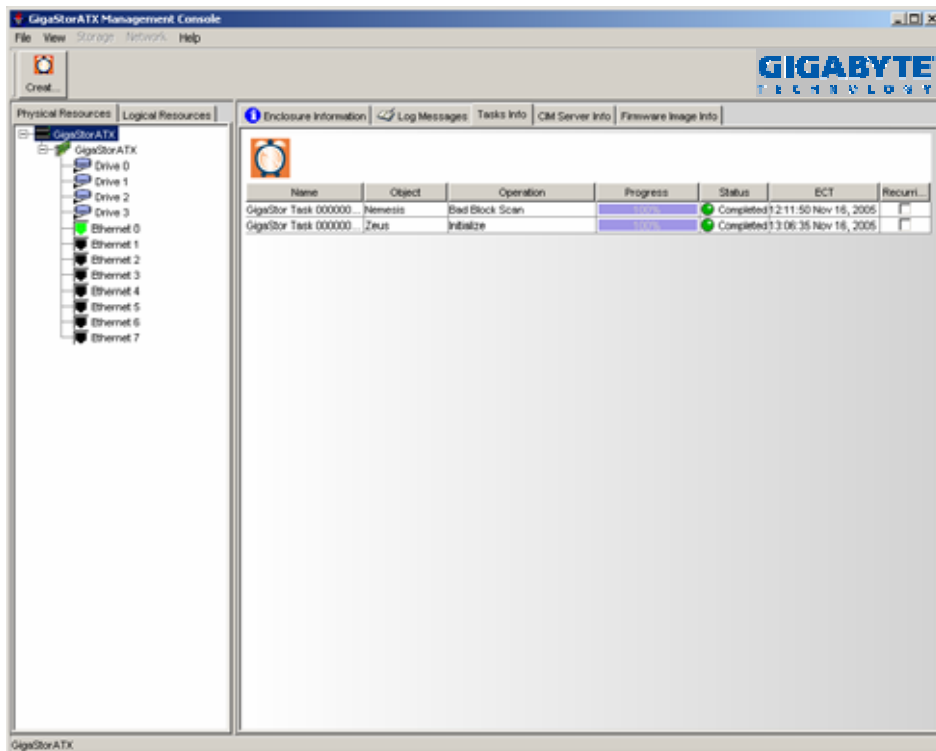 GigaStorATX Management Console
File View Storage Network Help
Creat...
GIGABYTE
TECHNOLOGY
Physical Resources Logical Resources
Enclosure Information Log Messages Tasks Info CIM Server Info Firmware Image Info
GigaStorATX
GigaStorATX
Drive 0
Drive 1
Drive 2
Drive 3
Ethernet 0
Ethernet 1
Ethernet 2
Ethernet 3
Ethernet 4
Ethernet 5
Ethernet 6
Ethernet 7
Name Object Operation Progress Status ECT Recurri...
GigaStor Task 000000... Nemesis Bad Block Scan 100% Completed 12:11:50 Nov 16, 2005
GigaStor Task 000000... Zeus Initialize 100% Completed 13:06:35 Nov 16, 2005
GigaStorATX